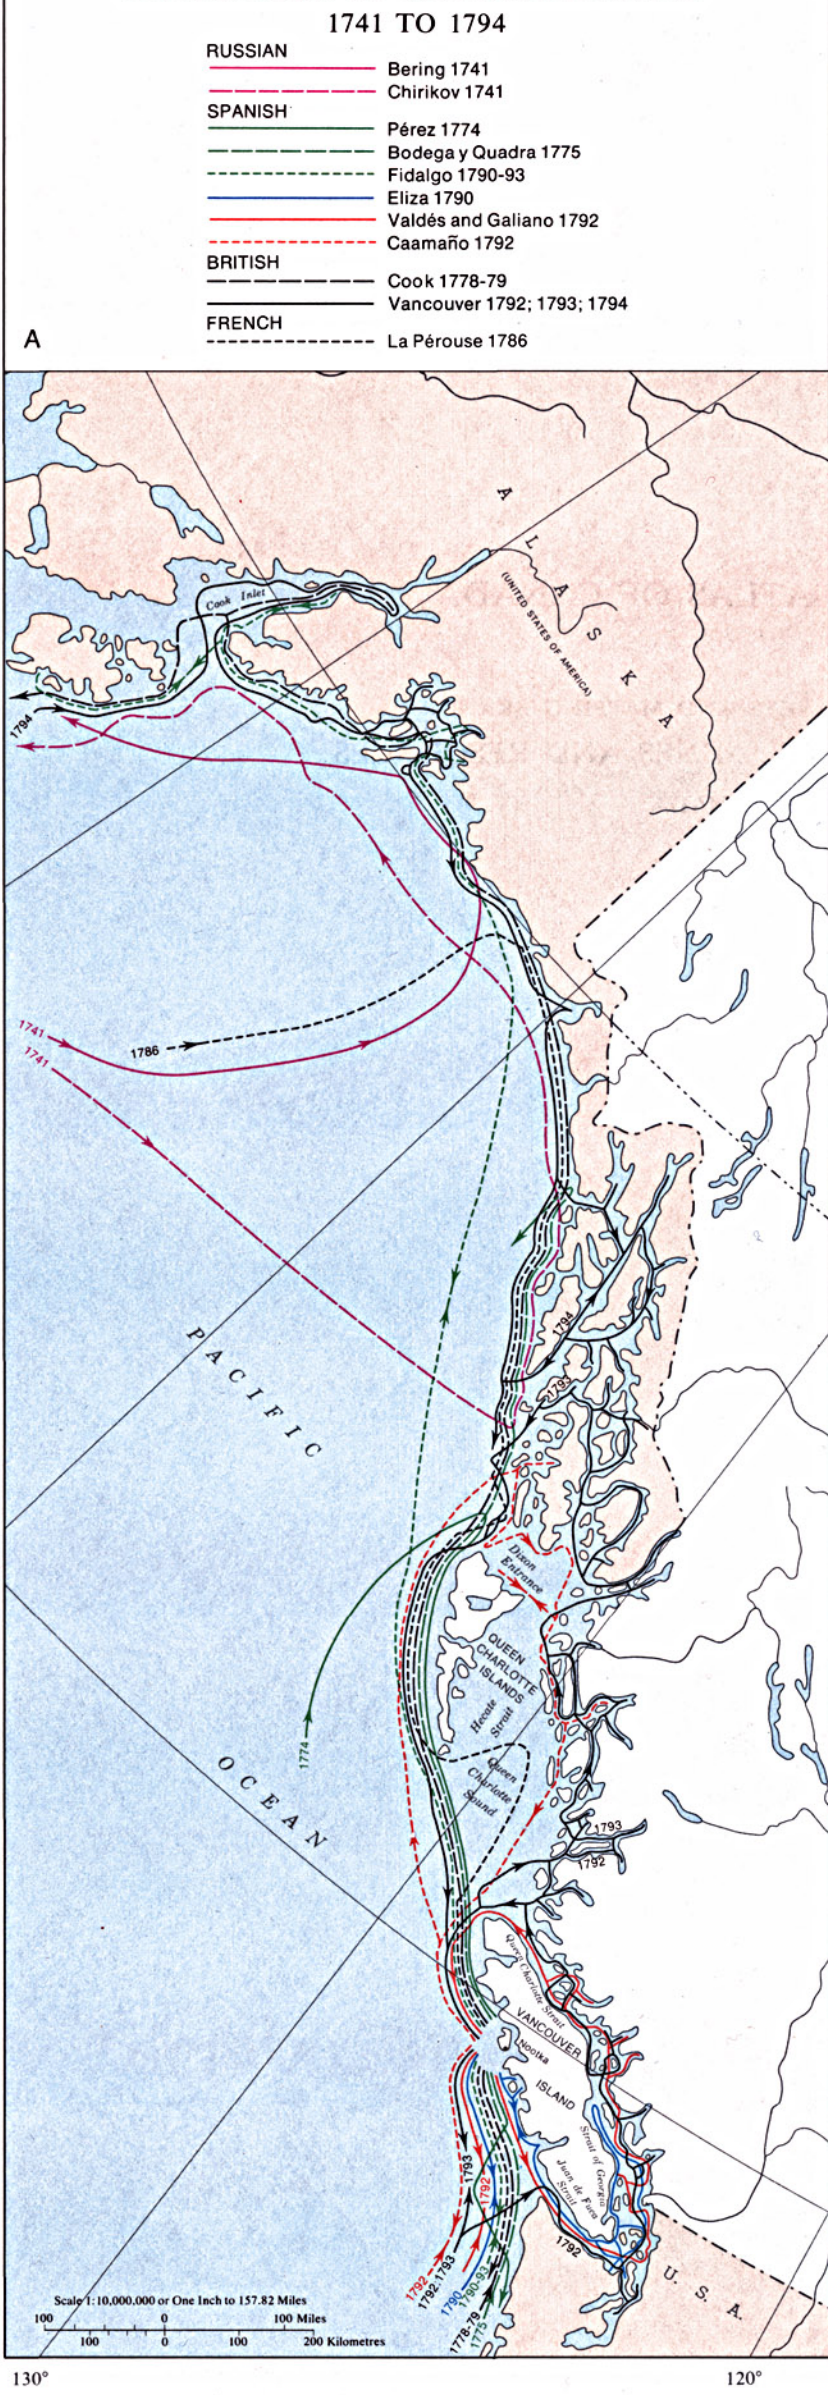 1741 TO 1794
RUSSIAN
Bering 1741
Chirikov 1741
SPANISH
Pérez 1774
Bodega y Quadra 1775
Fidalgo 1790-93
Eliza 1790
Valdés and Galiano 1792
Caamaño 1792
BRITISH
Cook 1778-79
Vancouver 1792; 1793; 1794
FRENCH
La Pérouse 1786
A
ALASKA
(UNITED STATES OF AMERICA)
Cook Inlet
1794
1741
1741
1786
1794
1793
PACIFIC
OCEAN
Dixon
Entrance
QUEEN
CHARLOTTE
ISLANDS
Hecate
Strait
1774
Queen
Charlotte
Sound
1793
1792
Queen Charlotte Strait
VANCOUVER
Nootka
ISLAND
Strait of Georgia
Juan de Fuca
Strait
1793
1792
1792
1792
1792-1793
1790
1790-93
1778-79
1775
U. S. A.
Scale 1:10,000,000 or One Inch to 157.82 Miles
100 0 100 Miles
100 0 100 200 Kilometres
130° 120°